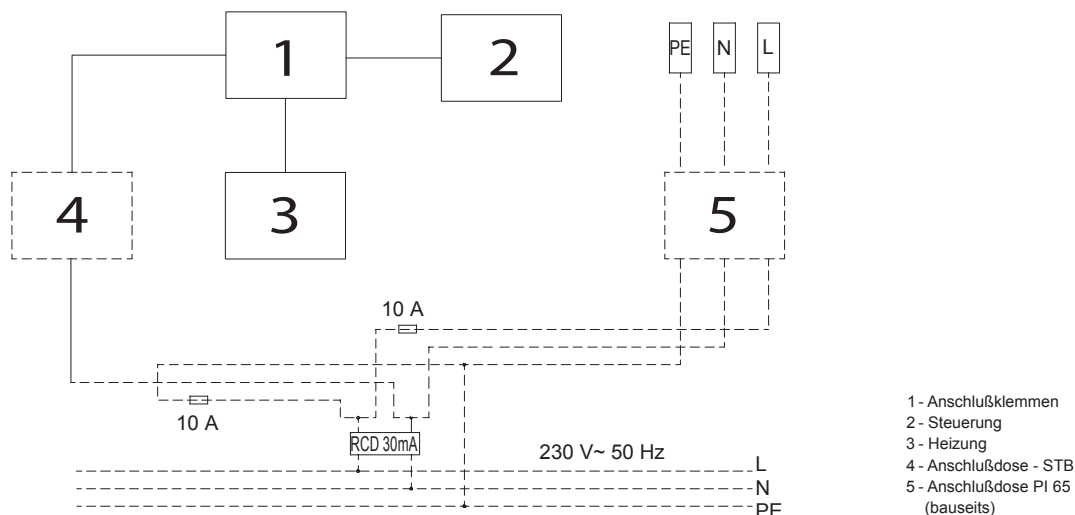 1
2
PE N L
4
3
5
10 A
10 A
RCD 30mA
230 V~ 50 Hz
L
N
PE
1 - Anschlußklemmen
2 - Steuerung
3 - Heizung
4 - Anschlußdose - STB
5 - Anschlußdose PI 65
(bauseits)